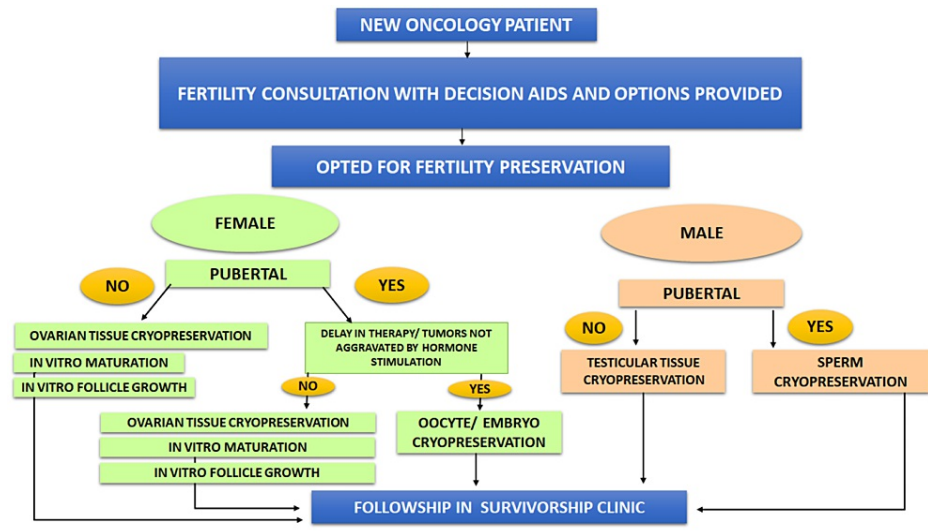 NEW ONCOLOGY PATIENT
FERTILITY CONSULTATION WITH DECISION AIDS AND OPTIONS PROVIDED
OPTED FOR FERTILITY PRESERVATION
FEMALE
MALE
NO
PUBERTAL
YES
PUBERTAL
NO
YES
OVARIAN TISSUE CRYOPRESERVATION
IN VITRO MATURATION
IN VITRO FOLLICLE GROWTH
DELAY IN THERAPY/ TUMORS NOT
AGGRAVATED BY HORMONE
STIMULATION
TESTICULAR TISSUE
CRYOPRESERVATION
SPERM
CRYOPRESERVATION
NO
YES
OVARIAN TISSUE CRYOPRESERVATION
IN VITRO MATURATION
IN VITRO FOLLICLE GROWTH
OOCYTE/ EMBRYO
CRYOPRESERVATION
FOLLOWSHIP IN SURVIVORSHIP CLINIC